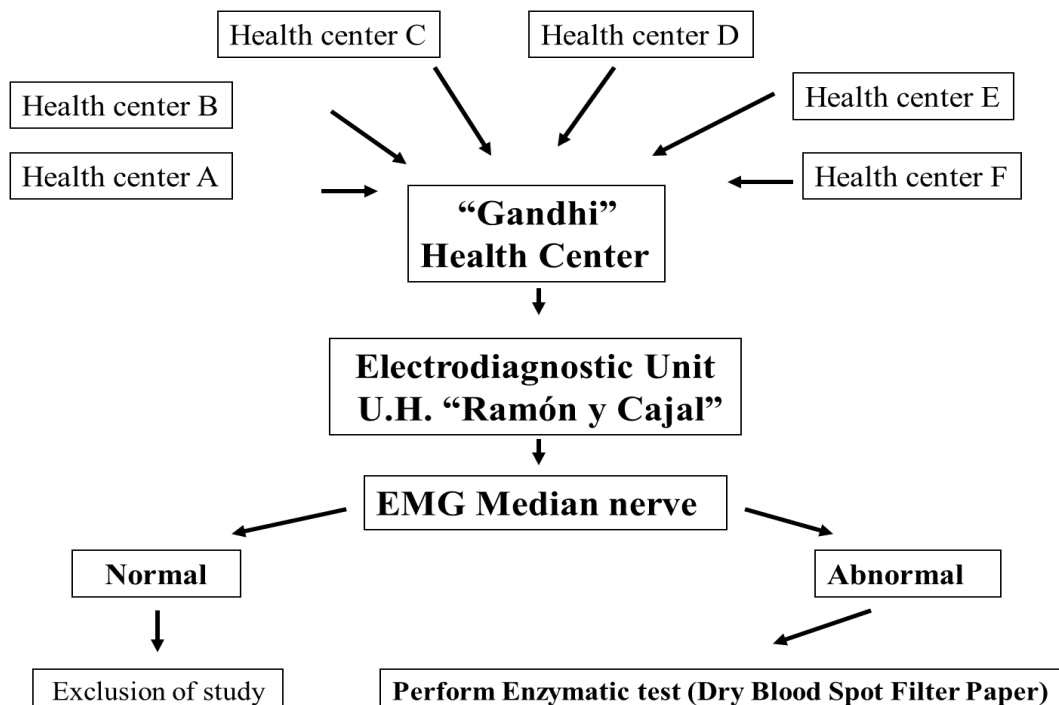 Health center C
Health center D
Health center B
Health center E
Health center A
Health center F
“Gandhi”
Health Center
Electrodiagnostic Unit
U.H. “Ramón y Cajal”
EMG Median nerve
Normal
Abnormal
Exclusion of study
Perform Enzymatic test (Dry Blood Spot Filter Paper)